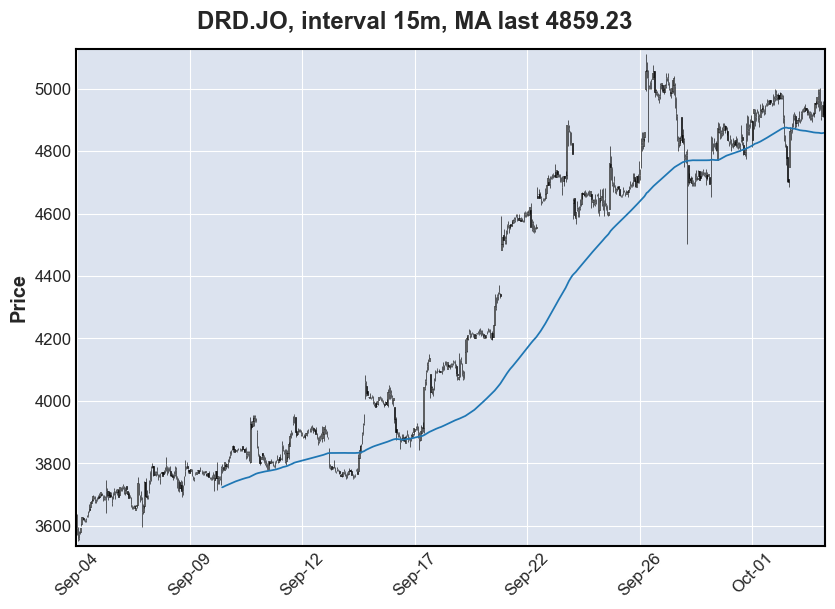 DRD.JO, interval 15m, MA last 4859.23
Price
5000
4800
4600
4400
4200
4000
3800
3600
Sep-04
Sep-09
Sep-12
Sep-17
Sep-22
Sep-26
Oct-01